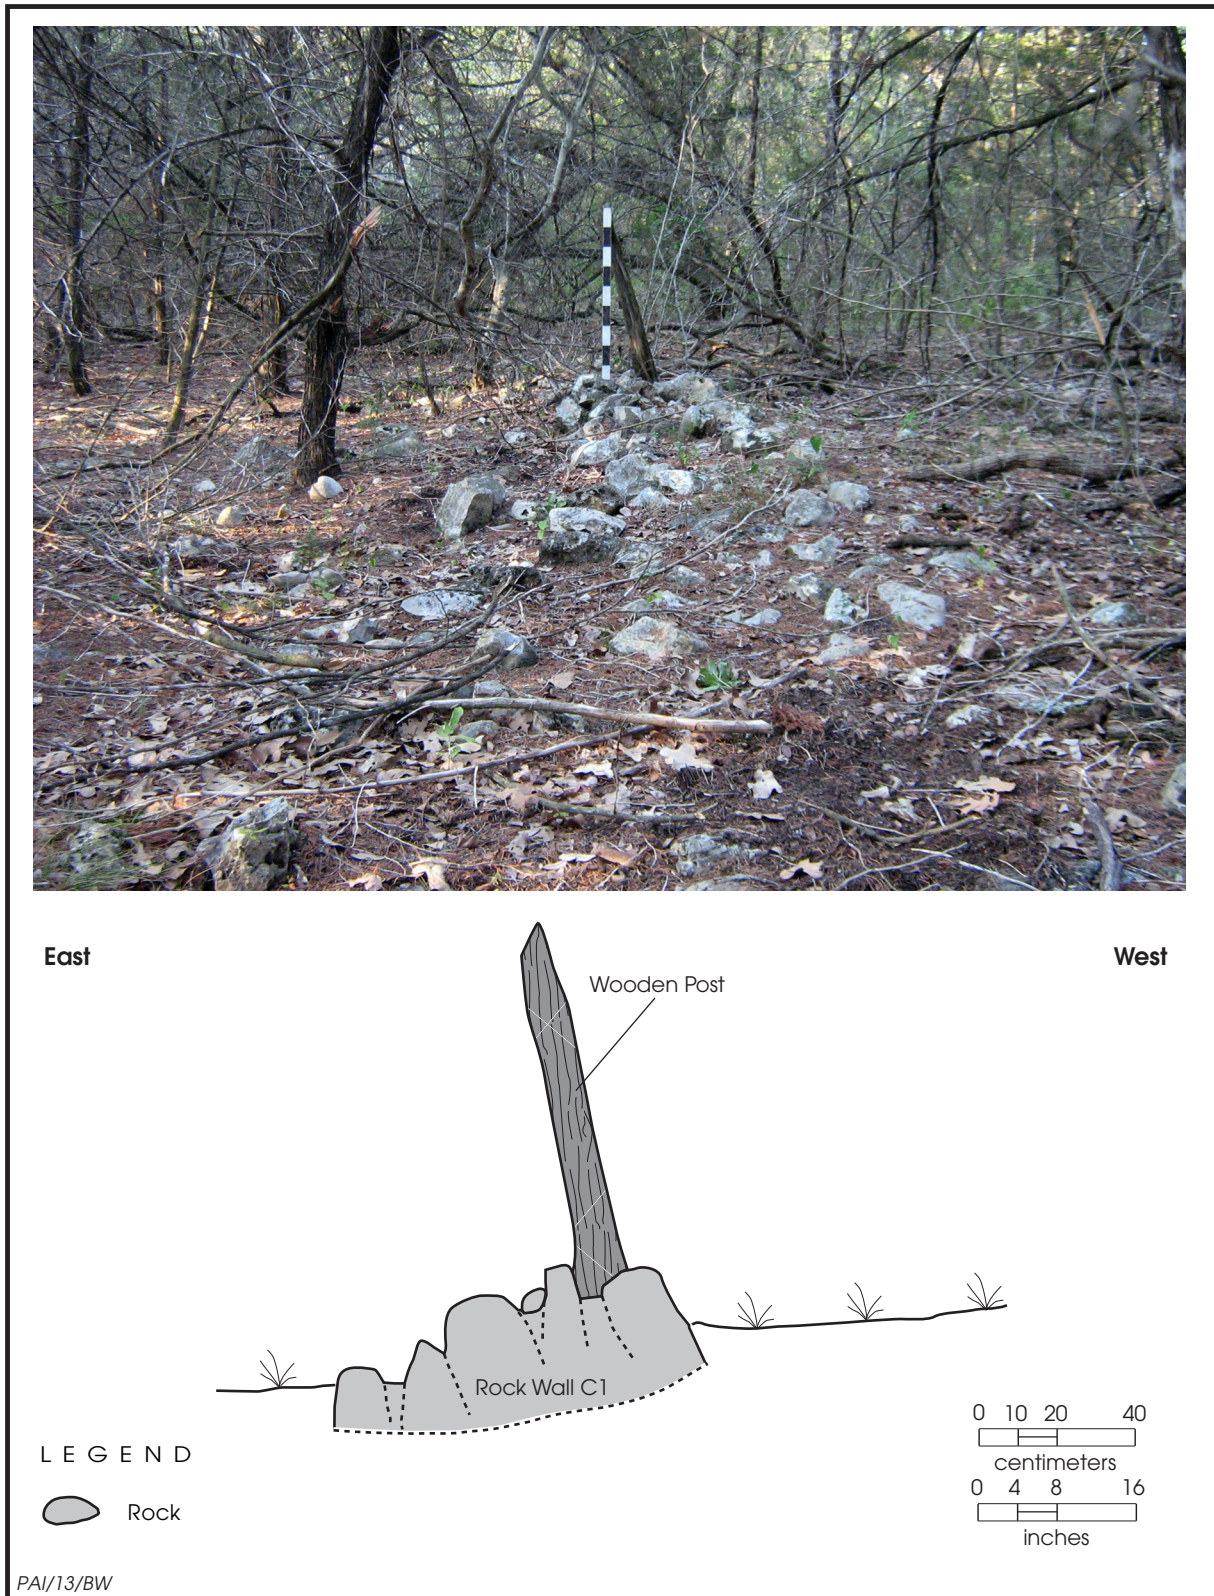 East
West
Wooden Post
Rock Wall C1
LEGEND
Rock
0 10 20 40
centimeters
0 4 8 16
inches
PAI/13/BW